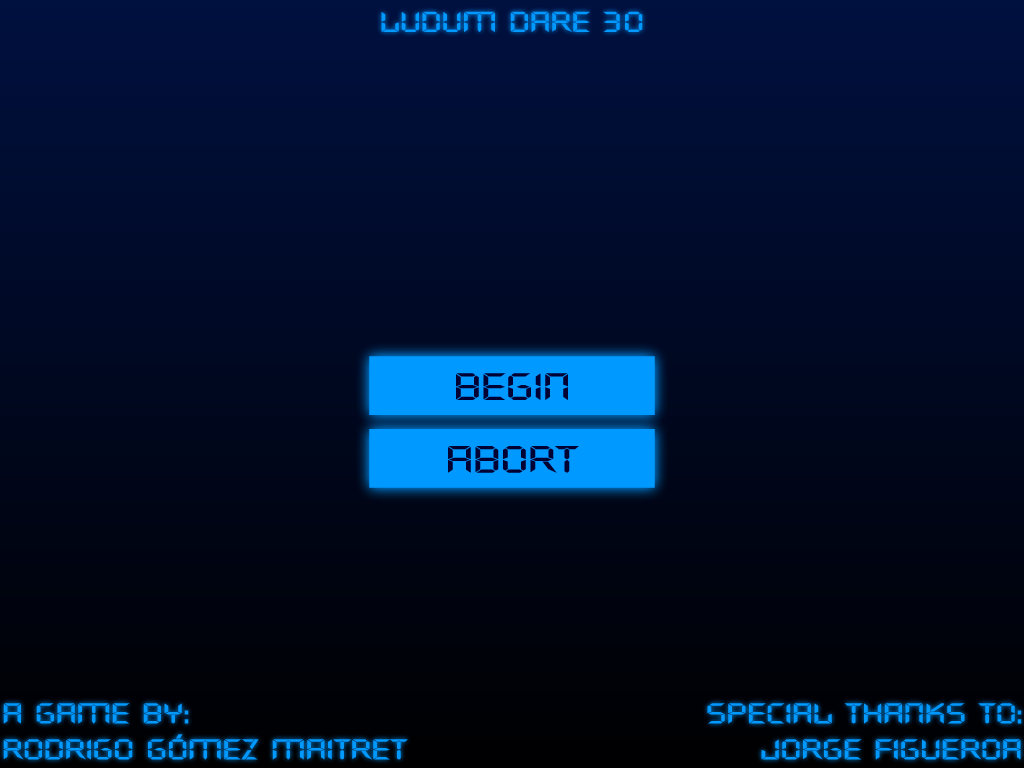 LUDUM DARE 30
BEGIN
ABORT
A GAME BY:
RODRIGO GÓMEZ MAITRET
SPECIAL THANKS TO:
JORGE FIGUEROA